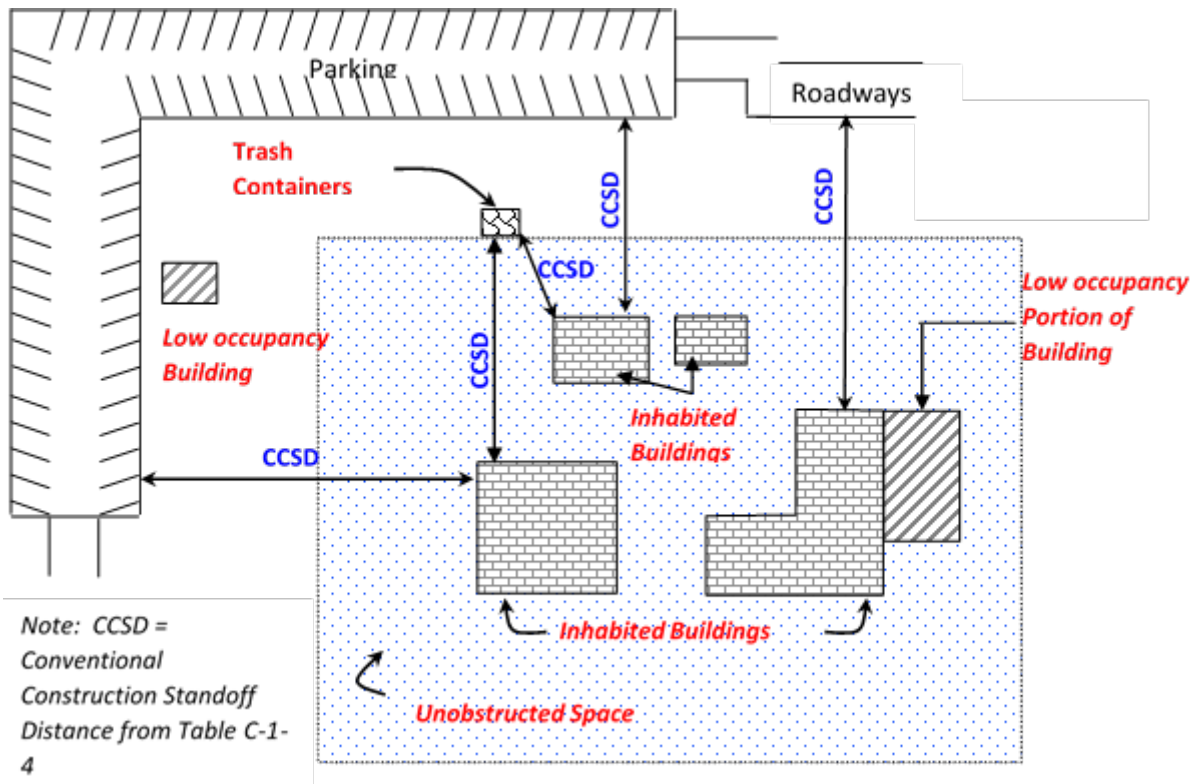 Parking
Roadways
Trash
Containers
CCSD
CCSD
CCSD
Low occupancy
Portion of
Building
Low occupancy
Building
CCSD
Inhabited
Buildings
CCSD
Inhabited Buildings
Note: CCSD =
Conventional
Construction Standoff
Distance from Table C-1-
4
Unobstructed Space